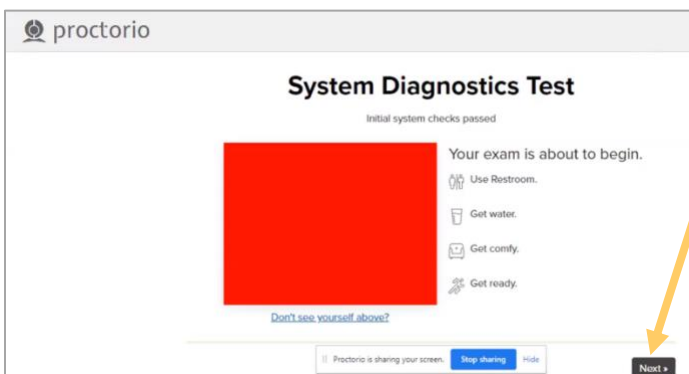 proctorio
System Diagnostics Test
Initial system checks passed
Your exam is about to begin.
Use Restroom.
Get water.
Get comfy.
Get ready.
Don't see yourself above?
Proctorio is sharing your screen. Stop sharing Hide
Next »